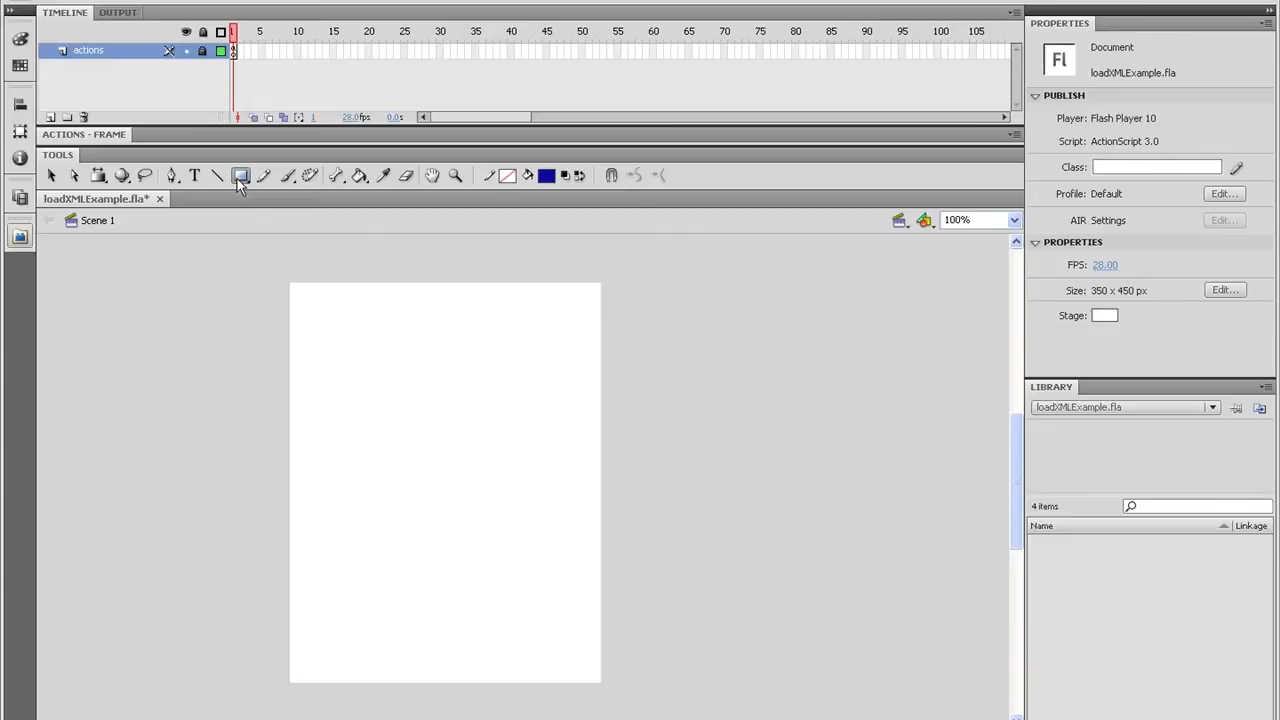 TIMELINE OUTPUT
1 5 10 15 20 25 30 35 40 45 50 55 60 65 70 75 80 85 90 95 100 105
actions
1 28.0fps 0.0s
ACTIONS - FRAME
TOOLS
T
loadXMLExample.fla*
Scene 1
100%
PROPERTIES
Fl
Document
loadXMLExample.fla
PUBLISH
Player: Flash Player 10
Script: ActionScript 3.0
Class:
Profile: Default Edit...
AIR Settings Edit...
PROPERTIES
FPS: 28.00
Size: 350 x 450 px Edit...
Stage:
LIBRARY
loadXMLExample.fla
4 items
Name Linkage